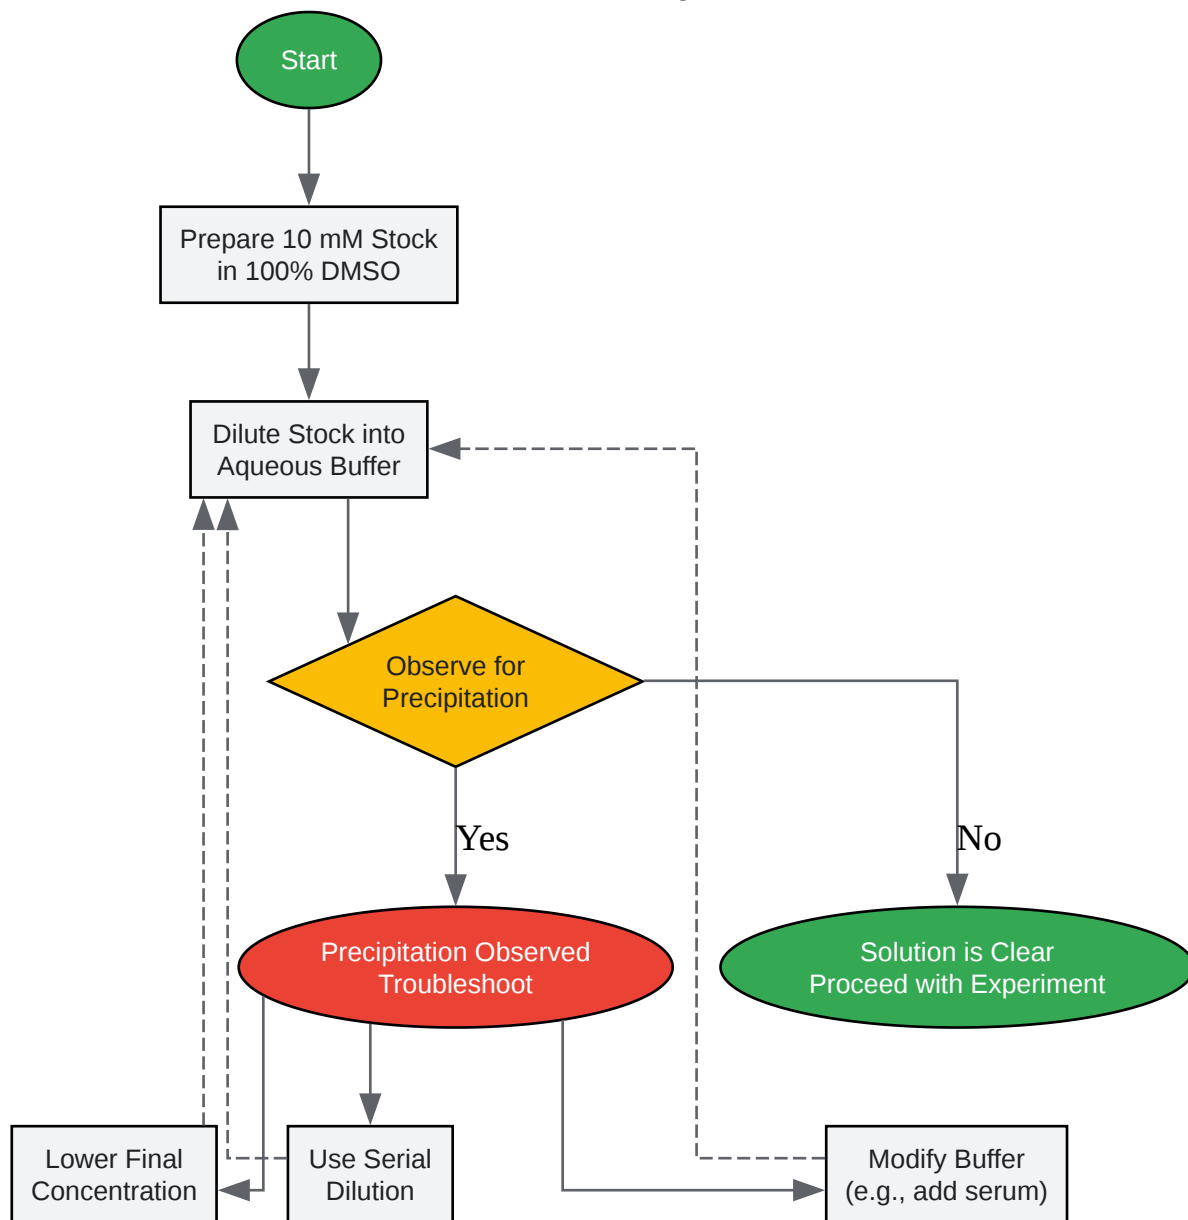 Start
Prepare 10 mM Stock
in 100% DMSO
Dilute Stock into
Aqueous Buffer
Observe for
Precipitation
Yes
No
Precipitation Observed
Troubleshoot
Solution is Clear
Proceed with Experiment
Lower Final
Concentration
Use Serial
Dilution
Modify Buffer
(e.g., add serum)